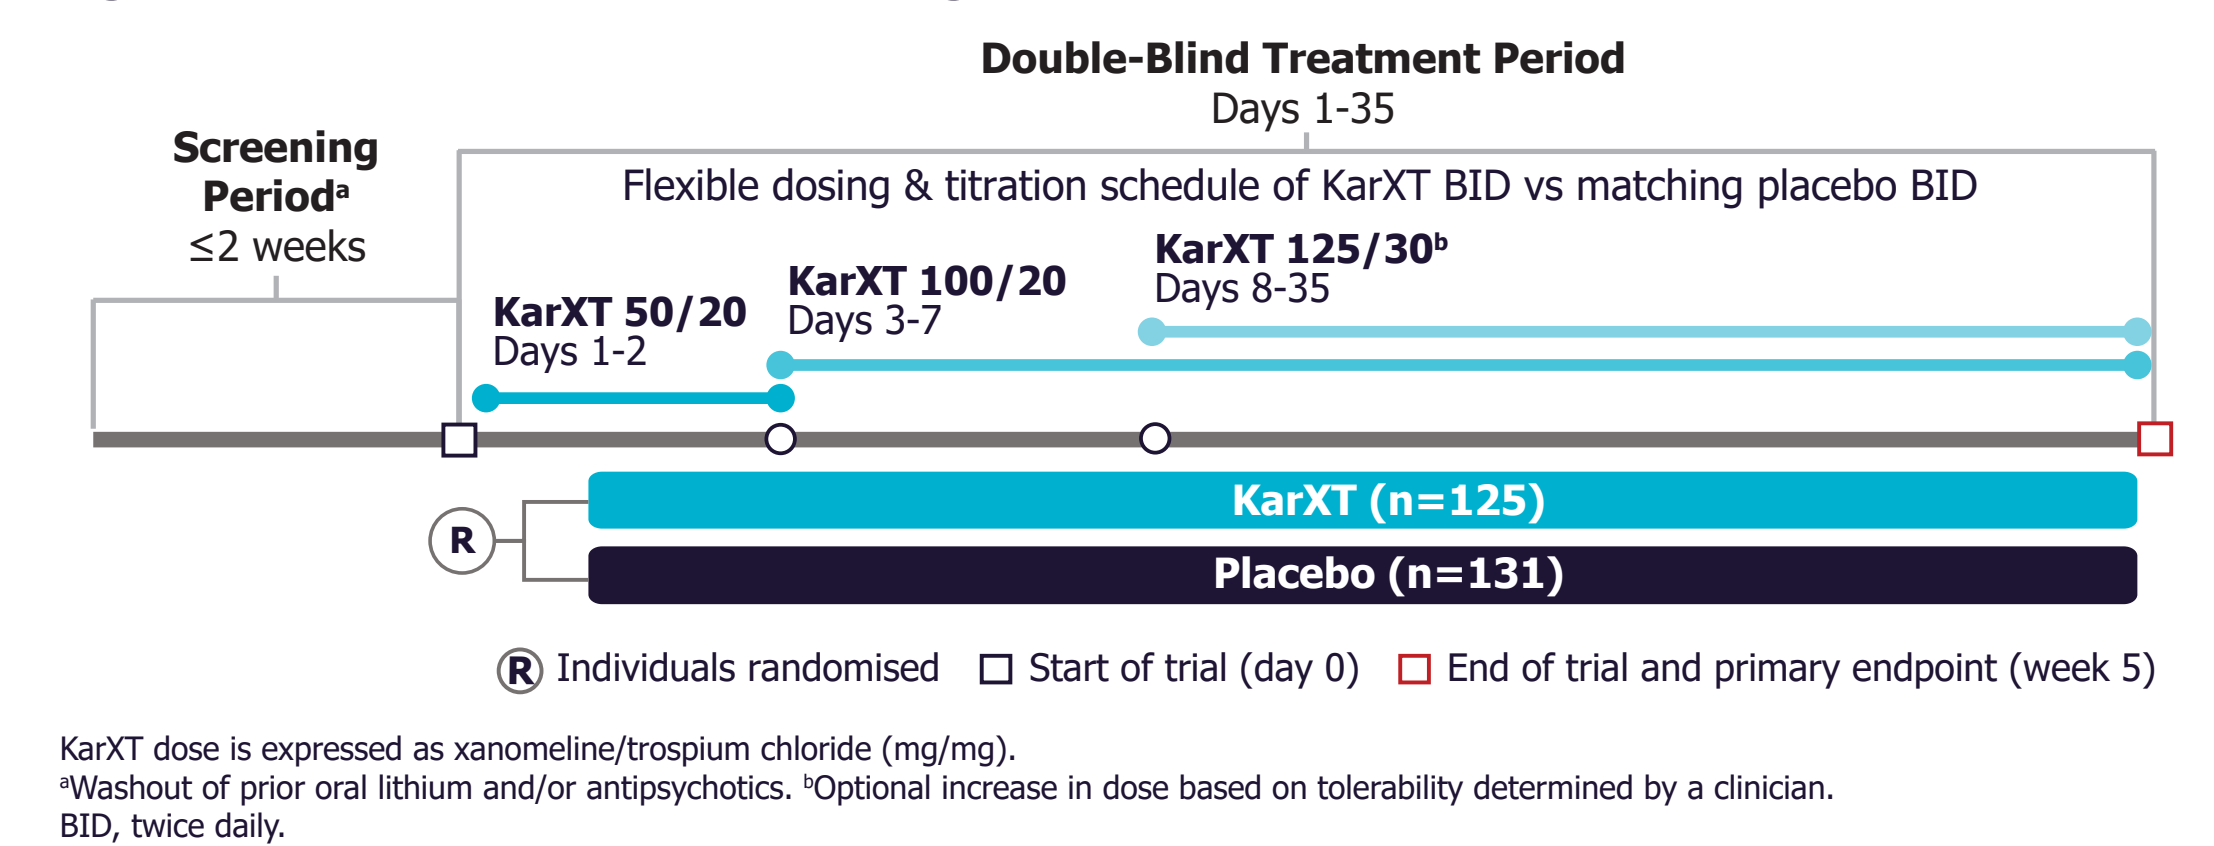 Double-Blind Treatment Period
Days 1-35
Screening
Periodᵃ
≤2 weeks
Flexible dosing & titration schedule of KarXT BID vs matching placebo BID
KarXT 50/20
Days 1-2
KarXT 100/20
Days 3-7
KarXT 125/30ᵇ
Days 8-35
R
KarXT (n=125)
Placebo (n=131)
R Individuals randomised
Start of trial (day 0)
End of trial and primary endpoint (week 5)
KarXT dose is expressed as xanomeline/trospium chloride (mg/mg).
ᵃWashout of prior oral lithium and/or antipsychotics. ᵇOptional increase in dose based on tolerability determined by a clinician.
BID, twice daily.